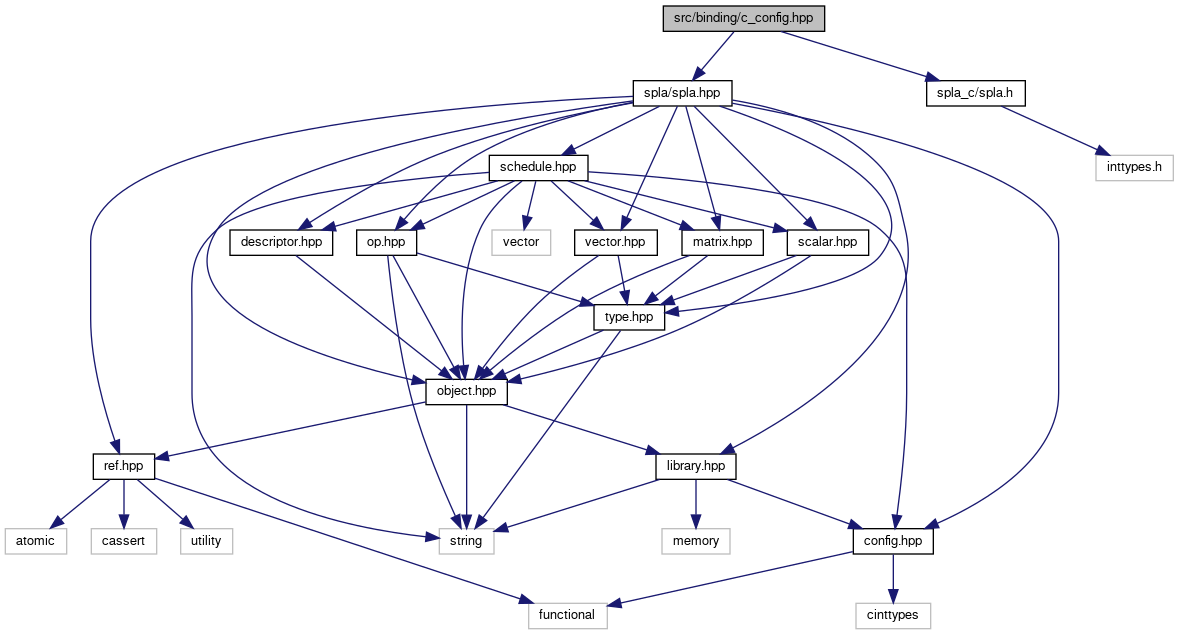 src/binding/c_config.hpp
spla/spla.hpp
spla_c/spla.h
schedule.hpp
inttypes.h
descriptor.hpp
op.hpp
vector
vector.hpp
matrix.hpp
scalar.hpp
type.hpp
object.hpp
ref.hpp
library.hpp
atomic
cassert
utility
string
memory
config.hpp
functional
cinttypes